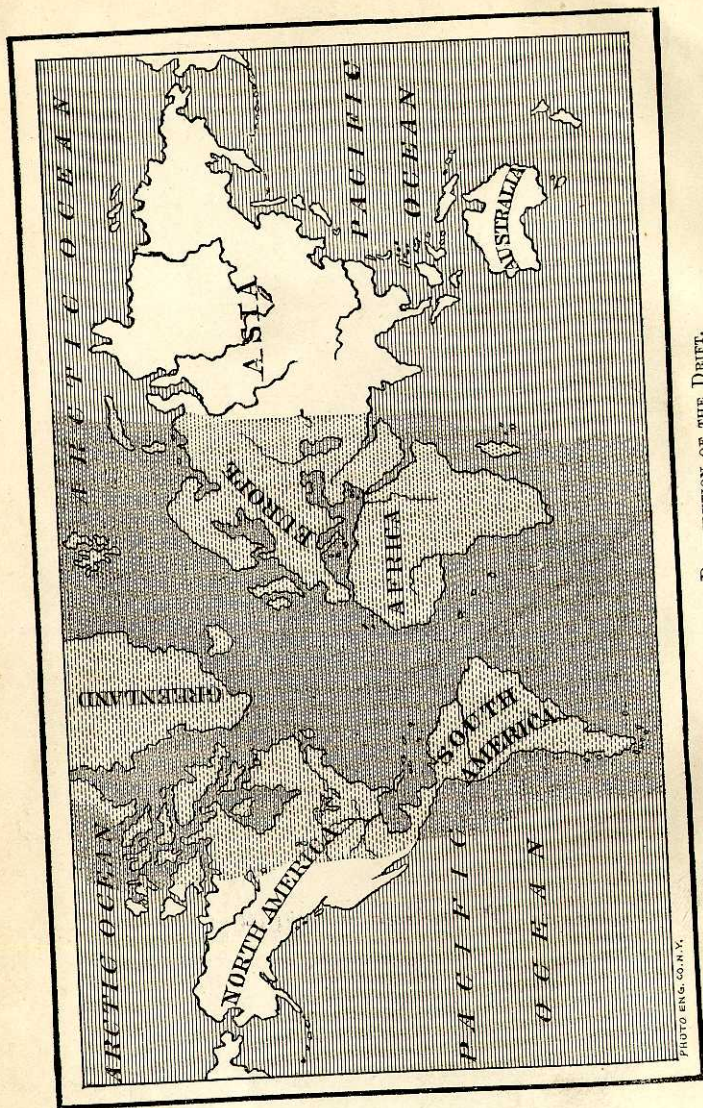 ARCTIC OCEAN
ARCTIC OCEAN
GREENLAND
NORTH AMERICA
EUROPE
ASIA
PACIFIC
OCEAN
AFRICA
SOUTH
AMERICA
AUSTRALIA
PACIFIC
OCEAN
PHOTO ENG. CO. N.Y.
OF THE DRIFT.